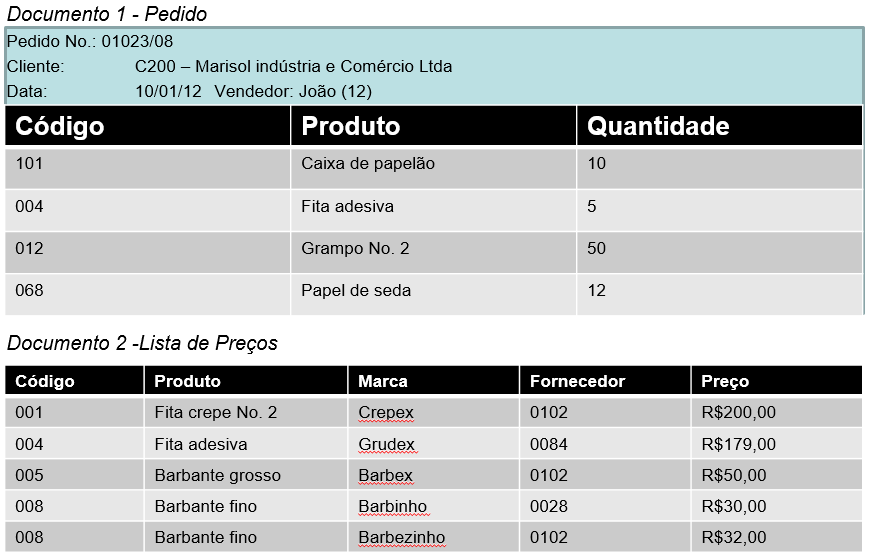 Documento 1 - Pedido
Pedido No.: 01023/08
Cliente: C200 – Marisol indústria e Comércio Ltda
Data: 10/01/12 Vendedor: João (12)
Código Produto Quantidade
101 Caixa de papelão 10
004 Fita adesiva 5
012 Grampo No. 2 50
068 Papel de seda 12
Documento 2 -Lista de Preços
Código Produto Marca Fornecedor Preço
001 Fita crepe No. 2 Crepex 0102 R$200,00
004 Fita adesiva Grudex 0084 R$179,00
005 Barbante grosso Barbex 0102 R$50,00
008 Barbante fino Barbinho 0028 R$30,00
008 Barbante fino Barbezinho 0102 R$32,00